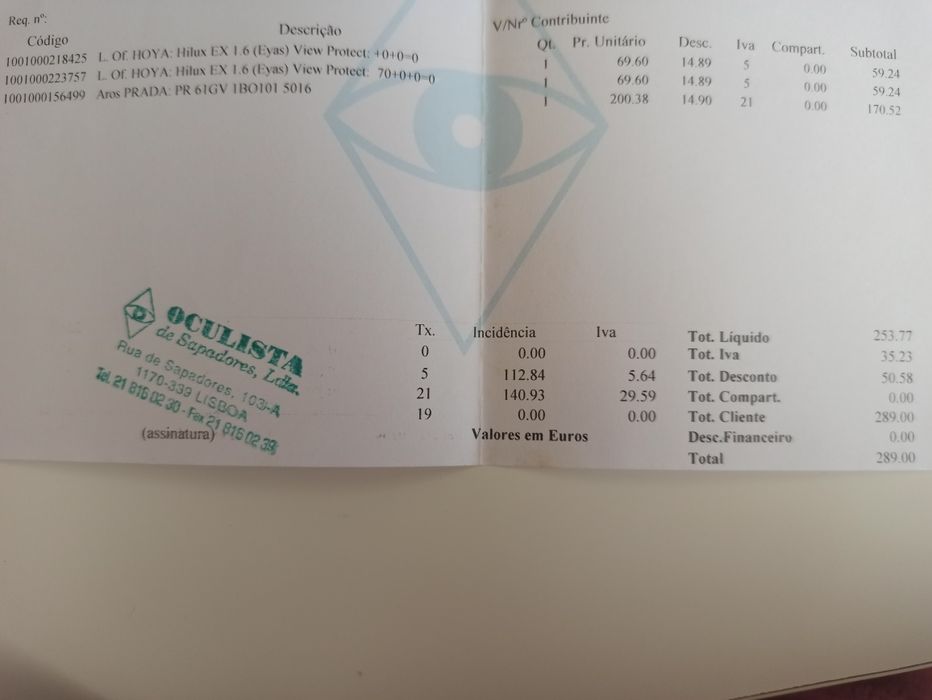 Req. nº:
V/Nrº Contribuinte
Código Descrição Qt. Pr. Unitário Desc. Iva Compart. Subtotal
1001000218425 L. Of HOYA: Hilux EX 1.6 (Eyas) View Protect: +0+0=0 1 69.60 14.89 5 0.00 59.24
1001000223757 L. Of HOYA: Hilux EX 1.6 (Eyas) View Protect: 70+0+0=0 1 69.60 14.89 5 0.00 59.24
1001000156499 Aros PRADA: PR 61GV 1BO101 5016 1 200.38 14.90 21 0.00 170.52
OCULISTA
de Sapadores, Lda.
Rua de Sapadores, 103/-A
1170-339 LISBOA
Tel. 21 816 02 30 - Fax 21 816 02 39
(assinatura)
Tx. Incidência Iva
0 0.00 0.00
5 112.84 5.64
21 140.93 29.59
19 0.00 0.00
Valores em Euros
Tot. Líquido 253.77
Tot. Iva 35.23
Tot. Desconto 50.58
Tot. Compart. 0.00
Tot. Cliente 289.00
Desc.Financeiro 0.00
Total 289.00